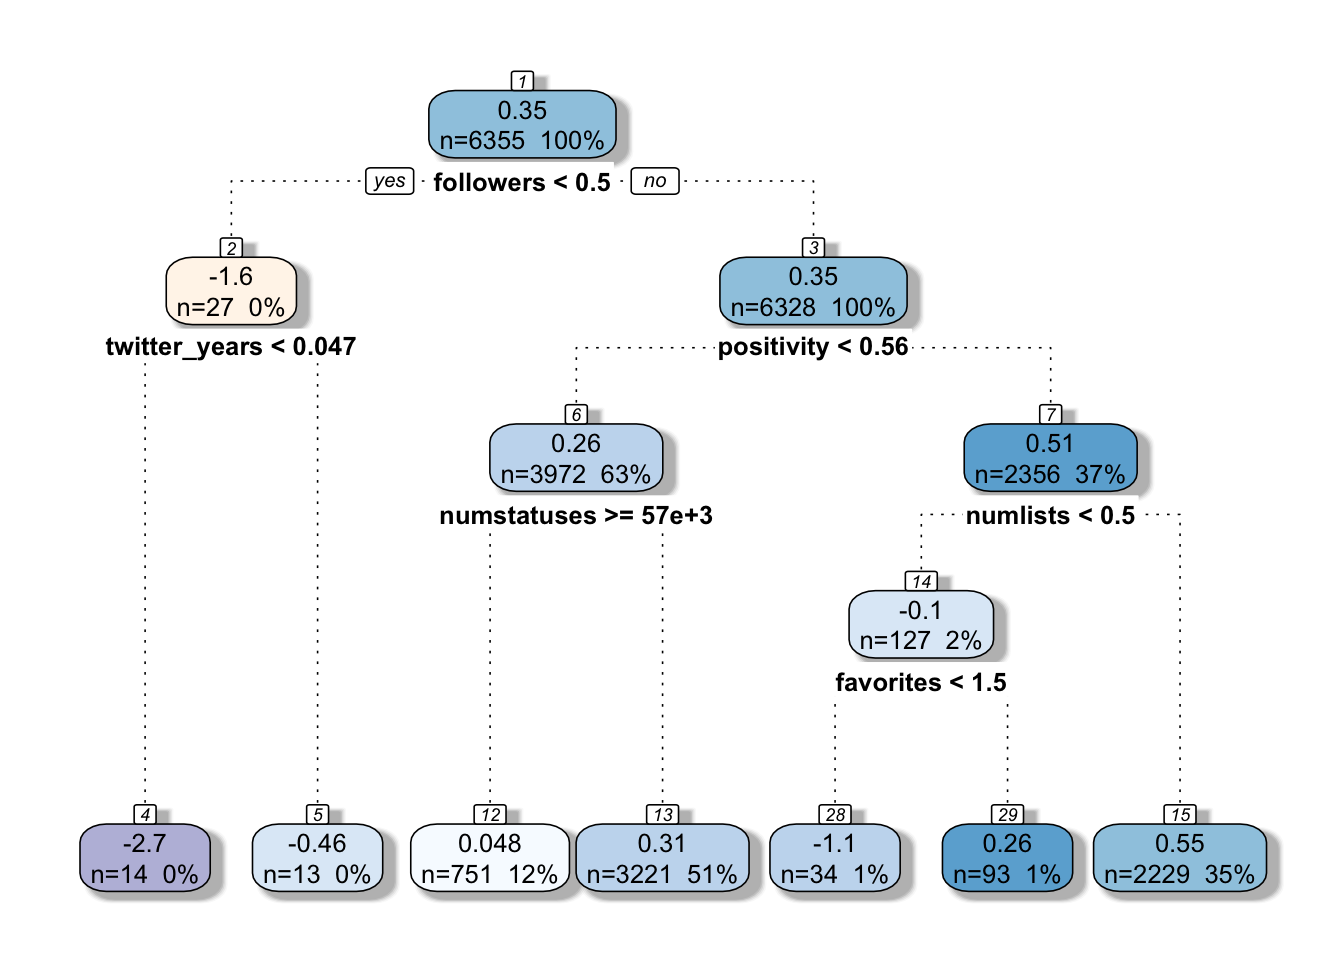 1
0.35
n=6355 100%
yes followers < 0.5 no
2
-1.6
n=27 0%
twitter_years < 0.047
3
0.35
n=6328 100%
positivity < 0.56
6
0.26
n=3972 63%
numstatuses >= 57e+3
7
0.51
n=2356 37%
numlists < 0.5
14
-0.1
n=127 2%
favorites < 1.5
4
-2.7
n=14 0%
5
-0.46
n=13 0%
12
0.048
n=751 12%
13
0.31
n=3221 51%
28
-1.1
n=34 1%
29
0.26
n=93 1%
15
0.55
n=2229 35%